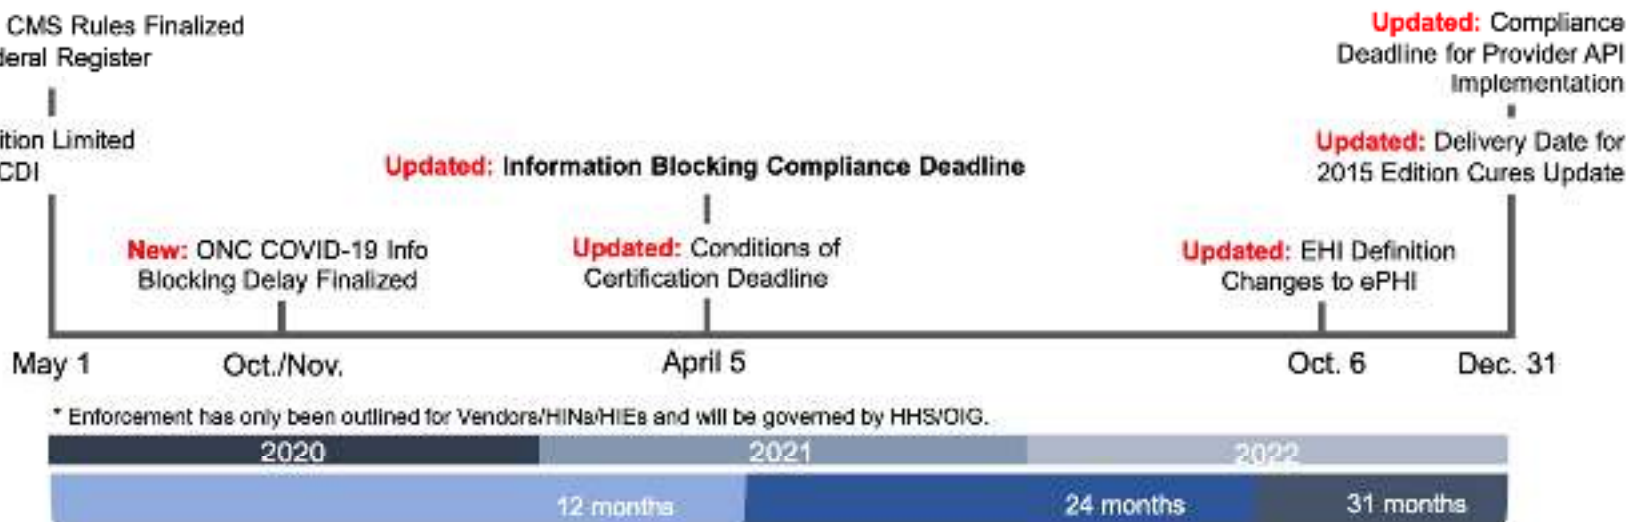 CMS Rules Finalized
deral Register
ition Limited
CDI
New: ONC COVID-19 Info
Blocking Delay Finalized
Updated: Information Blocking Compliance Deadline
Updated: Conditions of
Certification Deadline
Updated: EHI Definition
Changes to ePHI
Updated: Compliance
Deadline for Provider API
Implementation
Updated: Delivery Date for
2015 Edition Cures Update
May 1
Oct./Nov.
April 5
Oct. 6
Dec. 31
* Enforcement has only been outlined for Vendors/HINs/HIEs and will be governed by HHS/OIG.
2020
2021
2022
12 months
24 months
31 months